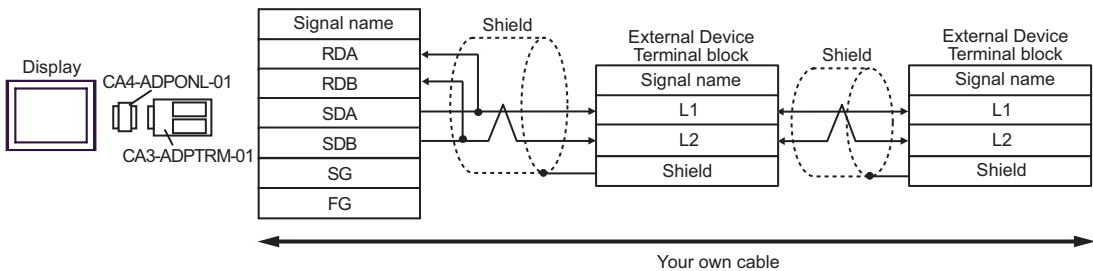 Display
CA4-ADPONL-01
CA3-ADPTRM-01
Signal name
RDA
RDB
SDA
SDB
SG
FG
Shield
External Device
Terminal block
Signal name
L1
L2
Shield
Shield
External Device
Terminal block
Signal name
L1
L2
Shield
Your own cable